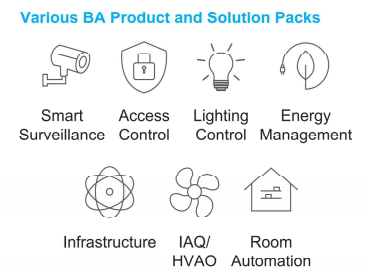 Various BA Product and Solution Packs
Smart Surveillance
Access Control
Lighting Control
Energy Management
Infrastructure
IAQ/ HVAO
Room Automation